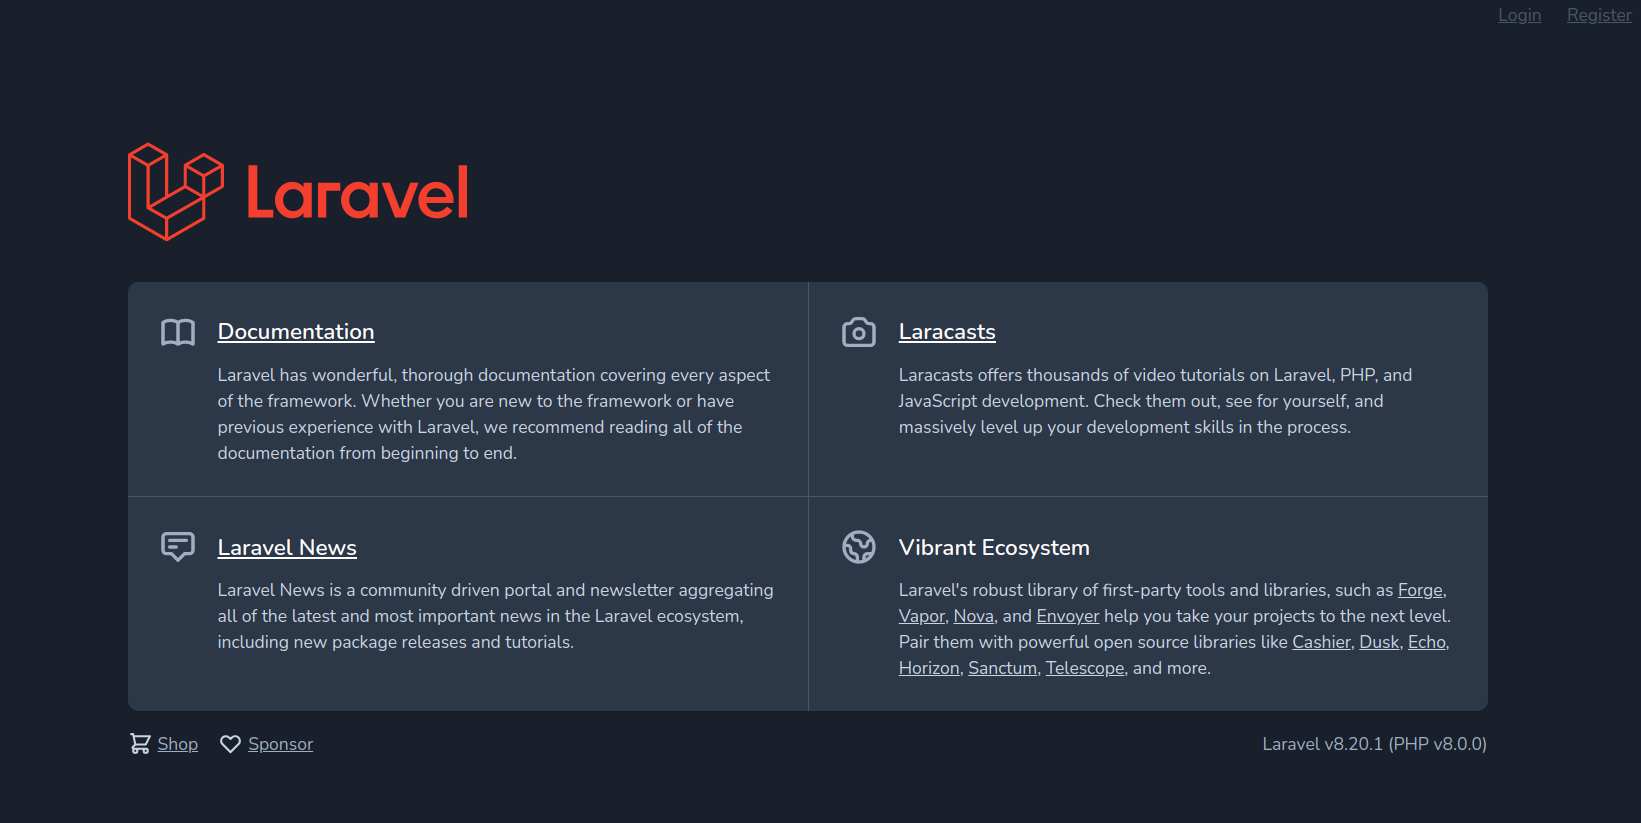 Login Register
Laravel
Documentation
Laravel has wonderful, thorough documentation covering every aspect
of the framework. Whether you are new to the framework or have
previous experience with Laravel, we recommend reading all of the
documentation from beginning to end.
Laracasts
Laracasts offers thousands of video tutorials on Laravel, PHP, and
JavaScript development. Check them out, see for yourself, and
massively level up your development skills in the process.
Laravel News
Laravel News is a community driven portal and newsletter aggregating
all of the latest and most important news in the Laravel ecosystem,
including new package releases and tutorials.
Vibrant Ecosystem
Laravel's robust library of first-party tools and libraries, such as Forge,
Vapor, Nova, and Envoyer help you take your projects to the next level.
Pair them with powerful open source libraries like Cashier, Dusk, Echo,
Horizon, Sanctum, Telescope, and more.
Shop Sponsor
Laravel v8.20.1 (PHP v8.0.0)